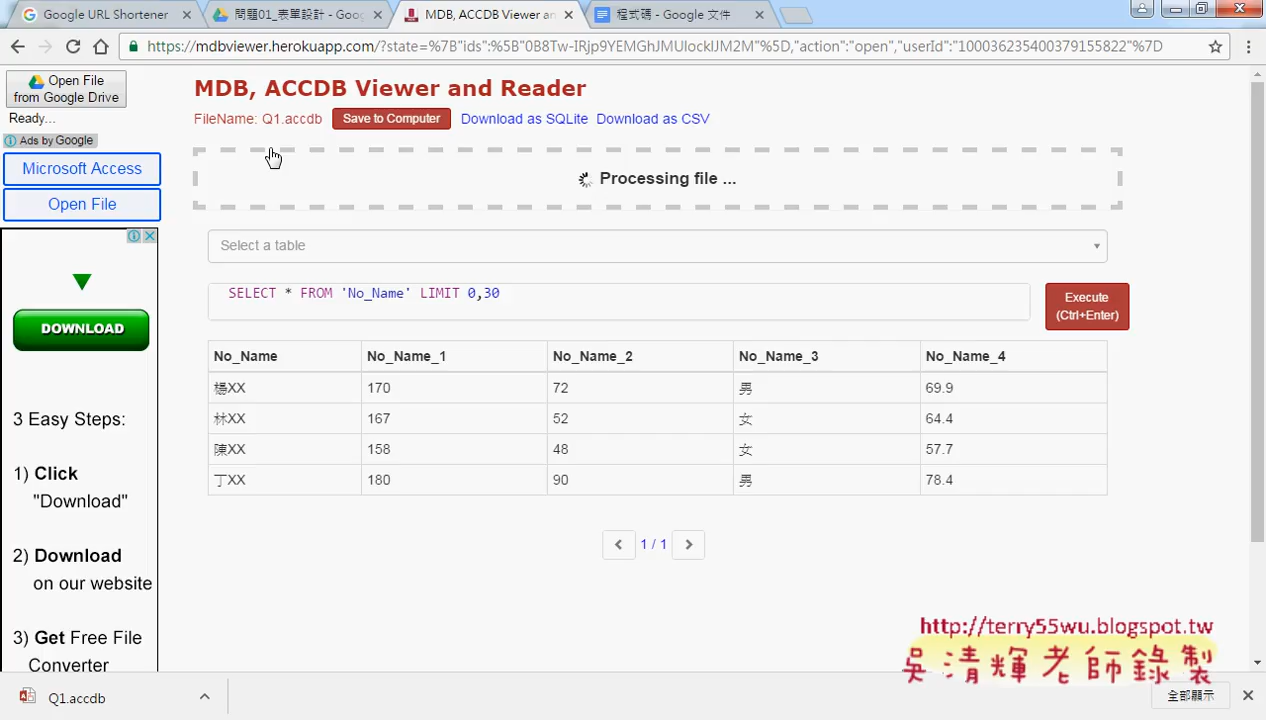 Google URL Shortener
問題01_表單設計 - Goog
MDB, ACCDB Viewer an
程式碼 - Google 文件
https://mdbviewer.herokuapp.com/?state=%7B"ids":%5B"0B8Tw-IRjp9YEMGhJMUlockIJM2M"%5D,"action":"open","userId":"100036235400379155822"%7D
Open File
from Google Drive
Ready...
Ads by Google
Microsoft Access
Open File
DOWNLOAD
3 Easy Steps:
1) Click
"Download"
2) Download
on our website
3) Get Free File
Converter
MDB, ACCDB Viewer and Reader
FileName: Q1.accdb
Save to Computer
Download as SQLite
Download as CSV
Processing file ...
Select a table
SELECT * FROM 'No_Name' LIMIT 0,30
Execute
(Ctrl+Enter)
No_Name No_Name_1 No_Name_2 No_Name_3 No_Name_4
楊XX 170 72 男 69.9
林XX 167 52 女 64.4
陳XX 158 48 女 57.7
丁XX 180 90 男 78.4
1 / 1
http://terry55wu.blogspot.tw
吳清輝老師錄製
Q1.accdb
全部顯示